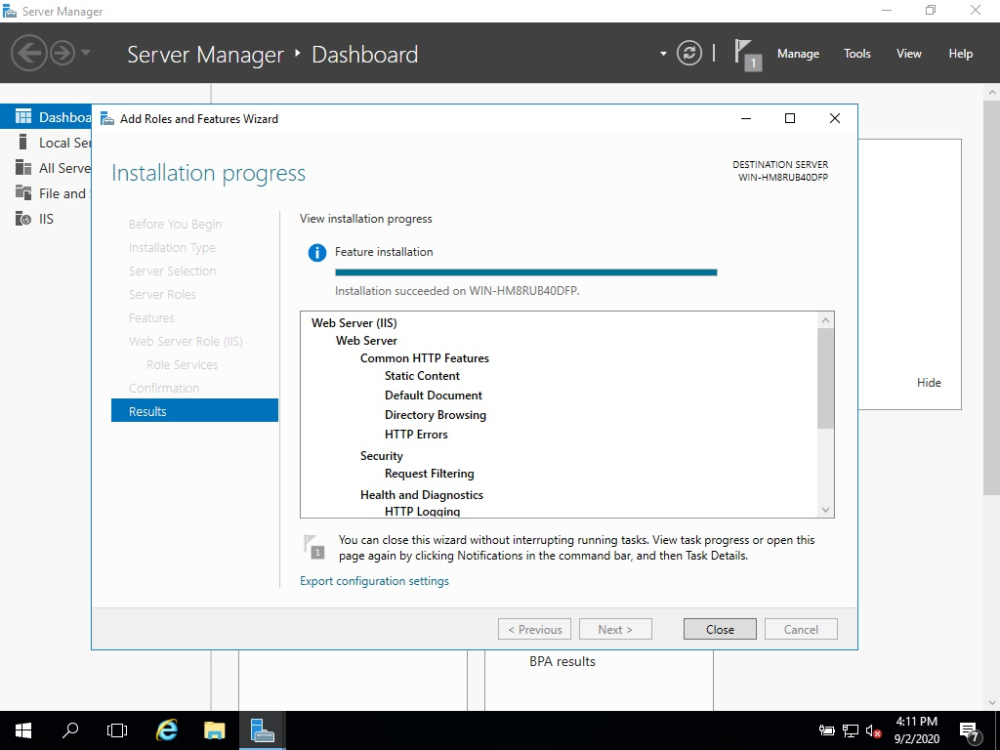 Server Manager
Server Manager ‣ Dashboard
1
Manage
Tools
View
Help
Dashboa
Local Ser
All Serve
File and
IIS
Add Roles and Features Wizard
Installation progress
DESTINATION SERVER
WIN-HM8RUB40DFP
Before You Begin
Installation Type
Server Selection
Server Roles
Features
Web Server Role (IIS)
Role Services
Confirmation
Results
View installation progress
Feature installation
Installation succeeded on WIN-HM8RUB40DFP.
Web Server (IIS)
Web Server
Common HTTP Features
Static Content
Default Document
Directory Browsing
HTTP Errors
Security
Request Filtering
Health and Diagnostics
HTTP Logging
1
You can close this wizard without interrupting running tasks. View task progress or open this
page again by clicking Notifications in the command bar, and then Task Details.
Export configuration settings
< Previous
Next >
Close
Cancel
Hide
BPA results
4:11 PM
9/2/2020
7